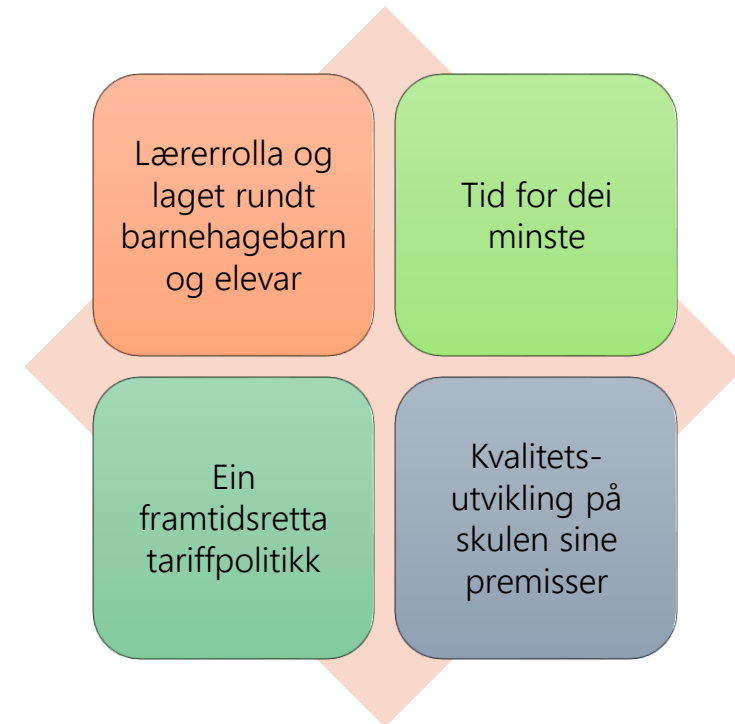 Lærerrolla og
laget rundt
barnehagebarn
og elevar
Tid for dei
minste
Ein
framtidsretta
tariffpolitikk
Kvalitets-
utvikling på
skulen sine
premisser